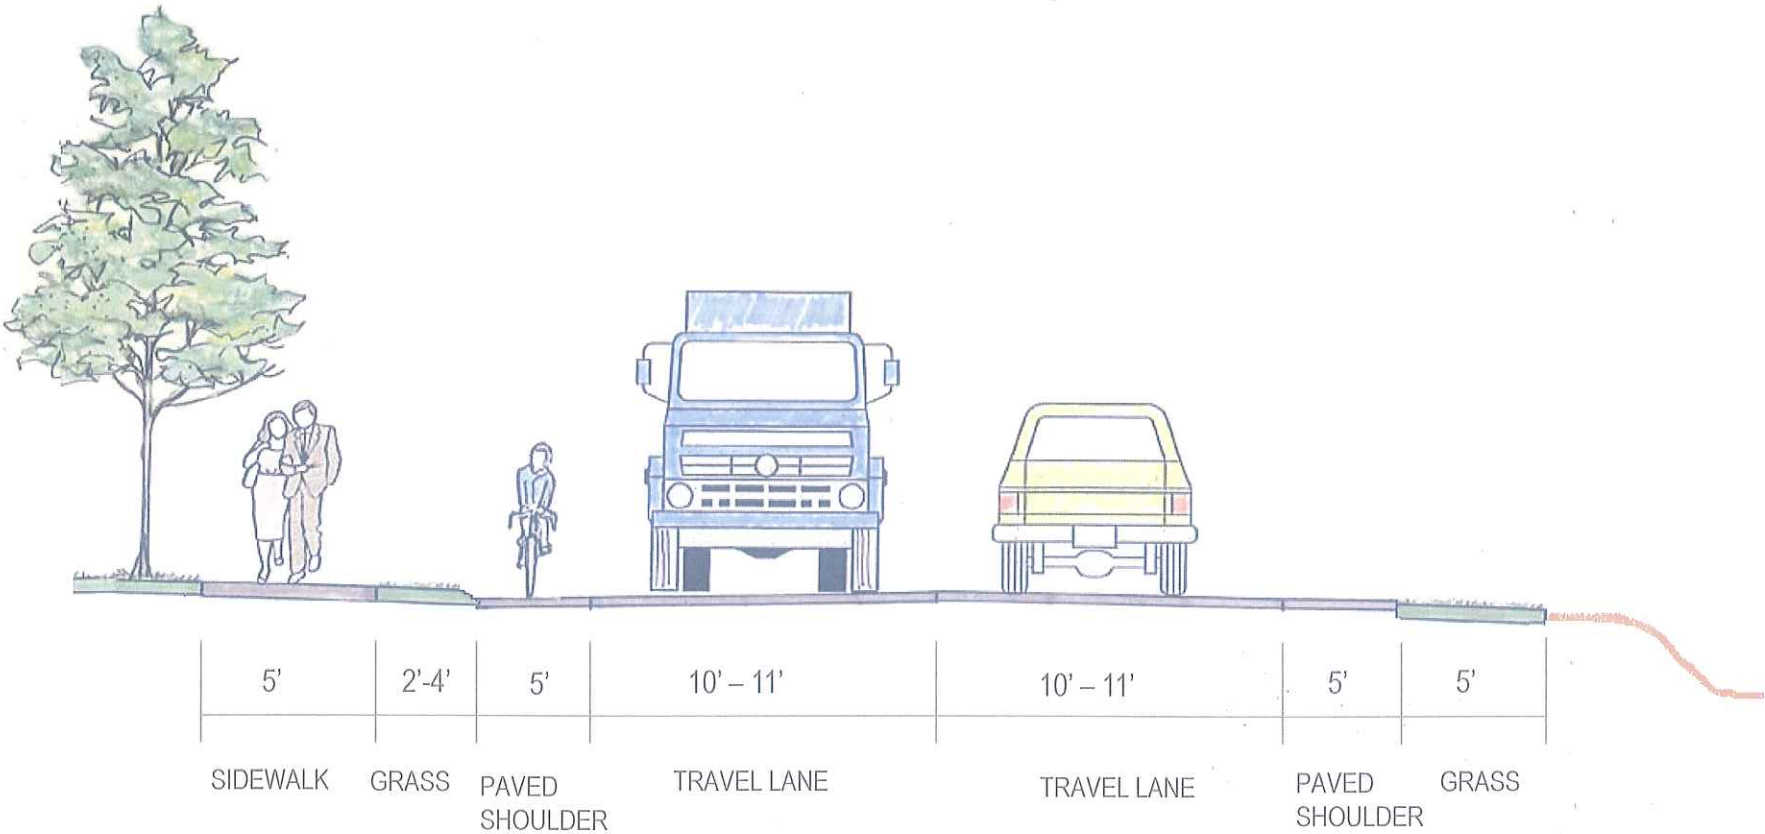 5' 2'-4' 5' 10' – 11' 10' – 11' 5' 5'
SIDEWALK GRASS PAVED TRAVEL LANE TRAVEL LANE PAVED GRASS
SHOULDER SHOULDER